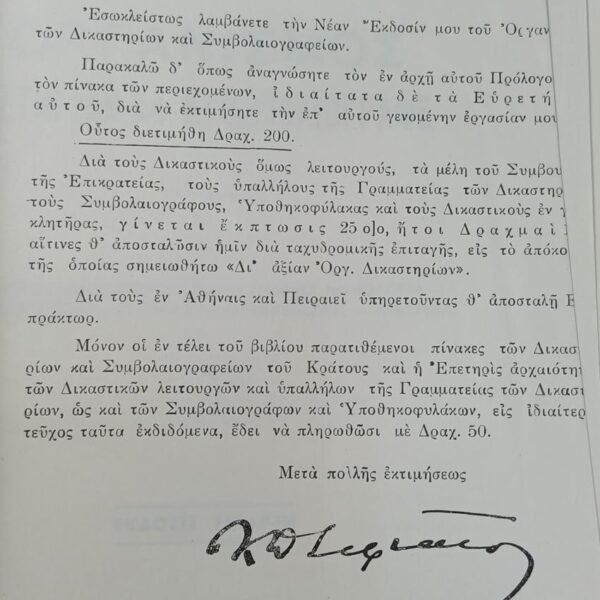 Ἐσωκλείστως λαμβάνετε τὴν Νέαν Ἔκδοσίν μου τοῦ Ὀργαν
τῶν Δικαστηρίων καὶ Συμβολαιογραφείων.
Παρακαλῶ δ' ὅπως ἀναγνώσητε τὸν ἐν ἀρχῇ αὐτοῦ Πρόλογο
τὸν πίνακα τῶν περιεχομένων, ἰδιαίτατα δὲ τὰ Εὑρετή
αὐτοῦ, διὰ νὰ ἐκτιμήσητε τὴν ἐπ' αὐτοῦ γενομένην ἐργασίαν μου
Οὗτος διετιμήθη Δραχ. 200.
Διὰ τοὺς Δικαστικοὺς ὅμως λειτουργούς, τὰ μέλη τοῦ Συμβου
τῆς Ἐπικρατείας, τοὺς ὑπαλλήλους τῆς Γραμματείας τῶν Δικαστηρ
τοὺς Συμβολαιογράφους, Ὑποθηκοφύλακας καὶ τοὺς Δικαστικοὺς ἐν γ
κλητῆρας, γίνεται ἔκπτωσις 25 ο]ο, ἤτοι Δραχμαὶ
αἵτινες θ' ἀποσταλῶσιν ἡμῖν διὰ ταχυδρομικῆς ἐπιταγῆς, εἰς τὸ ἀπόκο
τῆς ὁποίας σημειωθήτω «Δι' ἀξίαν Ὀργ. Δικαστηρίων».
Διὰ τοὺς ἐν Ἀθήναις καὶ Πειραιεῖ ὑπηρετοῦντας θ' ἀποσταλῇ Ε
πράκτωρ.
Μόνον οἱ ἐν τέλει τοῦ βιβλίου παρατιθέμενοι πίνακες τῶν Δικασ
ρίων καὶ Συμβολαιογραφείων τοῦ Κράτους καὶ ἡ Ἐπετηρὶς ἀρχαιότη
τῶν Δικαστικῶν λειτουργῶν καὶ ὑπαλλήλων τῆς Γραμματείας τῶν Δικασ
ρίων, ὡς καὶ τῶν Συμβολαιογράφων καὶ Ὑποθηκοφυλάκων, εἰς ἰδιαίτερ
τεῦχος ταῦτα ἐκδιδόμενα, ἔδει νὰ πληρωθῶσι μὲ Δραχ. 50.
Μετὰ πολλῆς ἐκτιμήσεως